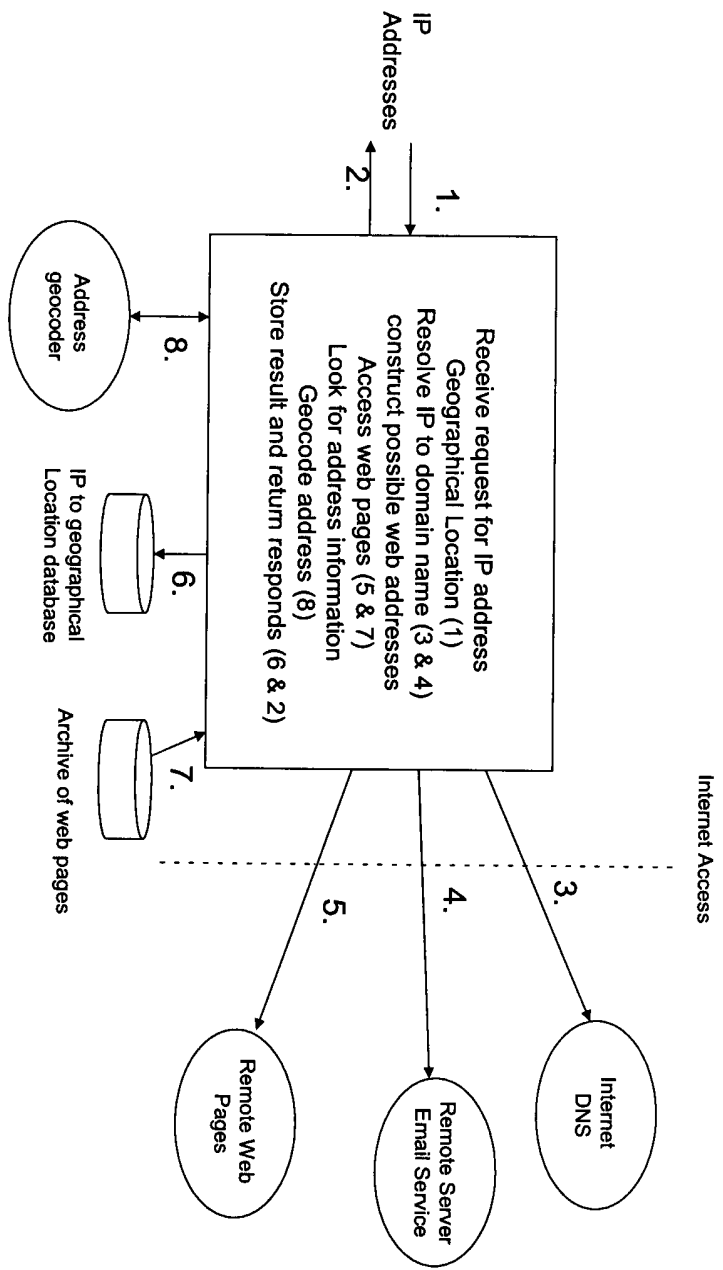 Internet Access
IP
Addresses
1.
2.
Receive request for IP address
Geographical Location (1)
Resolve IP to domain name (3 & 4)
construct possible web addresses
Access web pages (5 & 7)
Look for address information
Geocode address (8)
Store result and return responds (6 & 2)
3.
4.
5.
Internet
DNS
Remote Server
Email Service
Remote Web
Pages
8.
6.
7.
Address
geocoder
IP to geographical
Location database
Archive of web pages